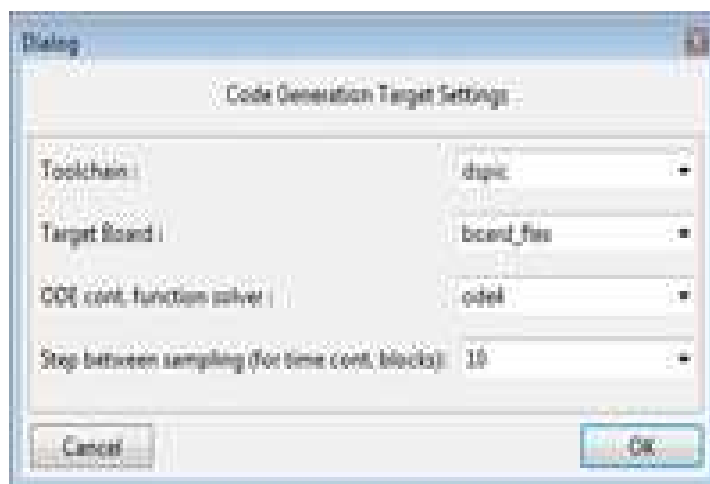 Dialog
Code Generation Target Settings
Toolchain : dspic
Target Board : board_flex
ODE cont. function solver : ode4
Step between sampling (for time cont. blocks): 10
Cancel OK